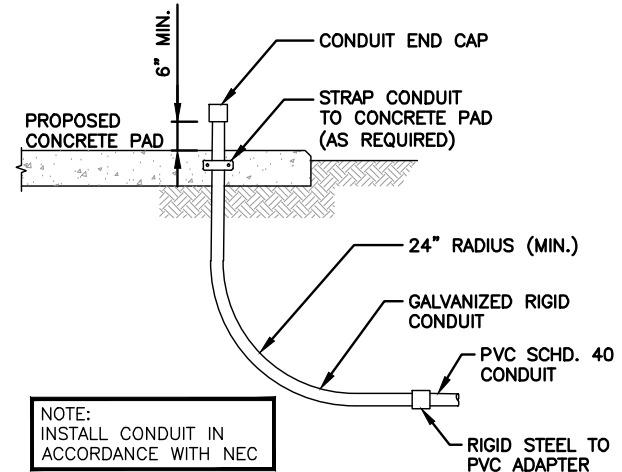 6" MIN.
CONDUIT END CAP
PROPOSED
CONCRETE PAD
STRAP CONDUIT
TO CONCRETE PAD
(AS REQUIRED)
24" RADIUS (MIN.)
GALVANIZED RIGID
CONDUIT
PVC SCHD. 40
CONDUIT
NOTE:
INSTALL CONDUIT IN
ACCORDANCE WITH NEC
RIGID STEEL TO
PVC ADAPTER